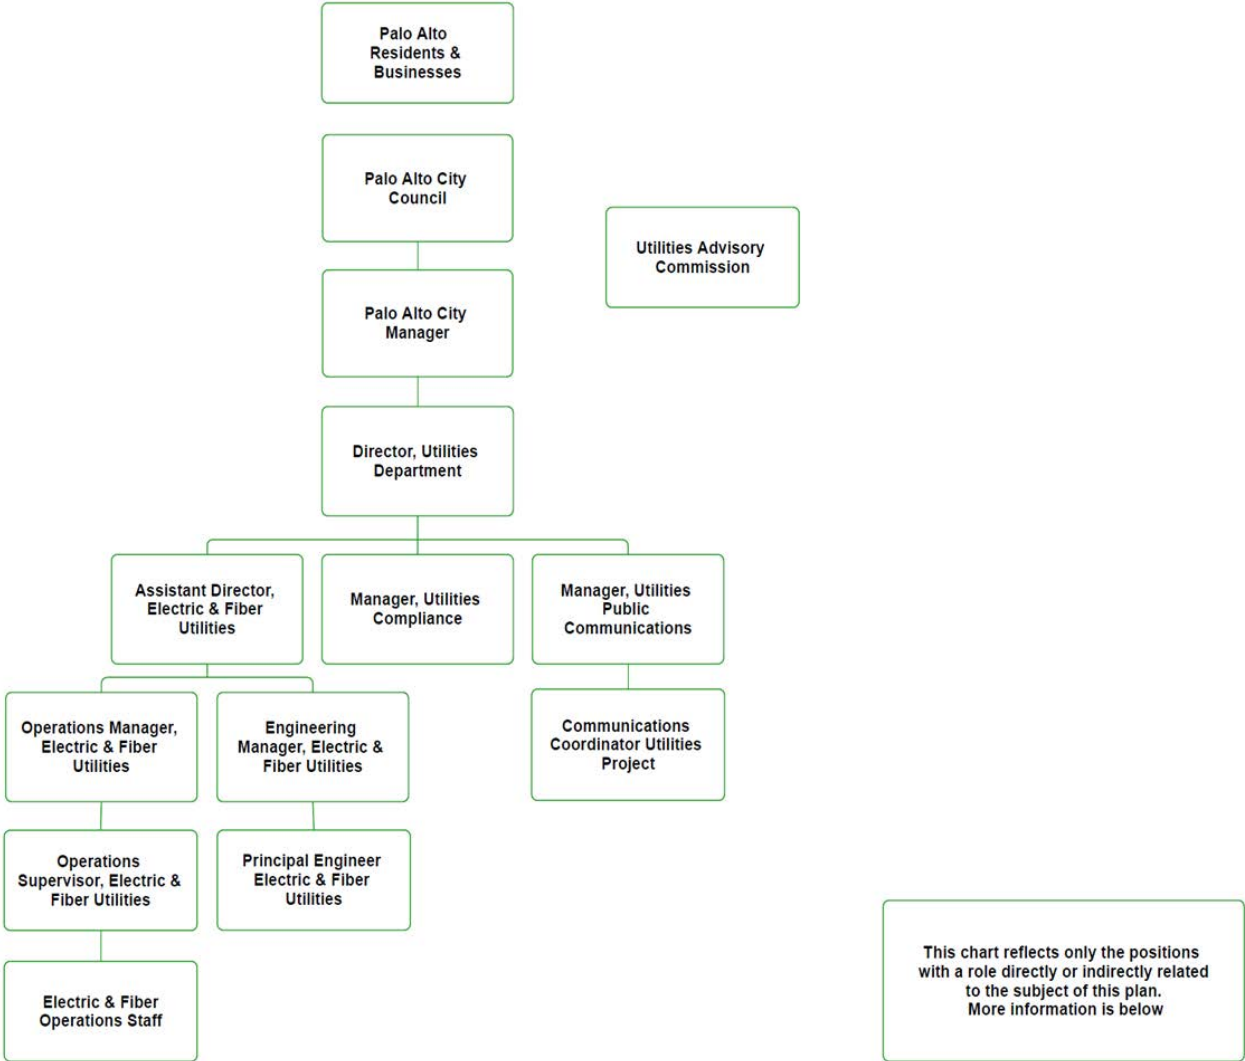 Palo Alto
Residents &
Businesses
Palo Alto City
Council
Utilities Advisory
Commission
Palo Alto City
Manager
Director, Utilities
Department
Assistant Director,
Electric & Fiber
Utilities
Manager, Utilities
Compliance
Manager, Utilities
Public
Communications
Operations Manager,
Electric & Fiber
Utilities
Engineering
Manager, Electric &
Fiber Utilities
Communications
Coordinator Utilities
Project
Operations
Supervisor, Electric &
Fiber Utilities
Principal Engineer
Electric & Fiber
Utilities
Electric & Fiber
Operations Staff
This chart reflects only the positions
with a role directly or indirectly related
to the subject of this plan.
More information is below